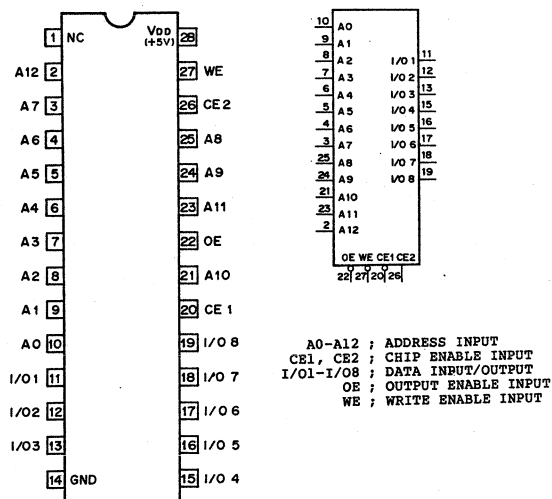 1 NC VDD (+5V) 28
A12 2 27 WE
A7 3 26 CE2
A6 4 25 A8
A5 5 24 A9
A4 6 23 A11
A3 7 22 OE
A2 8 21 A10
A1 9 20 CE1
A0 10 19 I/O 8
I/O1 11 18 I/O 7
I/O2 12 17 I/O 6
I/O3 13 16 I/O 5
14 GND 15 I/O 4
10 A0
9 A1
8 A2 I/O 1 11
7 A3 I/O 2 12
6 A4 I/O 3 13
5 A5 I/O 4 15
4 A6 I/O 5 16
3 A7 I/O 6 17
25 A8 I/O 7 18
24 A9 I/O 8 19
21 A10
23 A11
2 A12
OE WE CE1 CE2
22 27 20 26
A0-A12 ; ADDRESS INPUT
CE1, CE2 ; CHIP ENABLE INPUT
I/O1-I/O8 ; DATA INPUT/OUTPUT
OE ; OUTPUT ENABLE INPUT
WE ; WRITE ENABLE INPUT